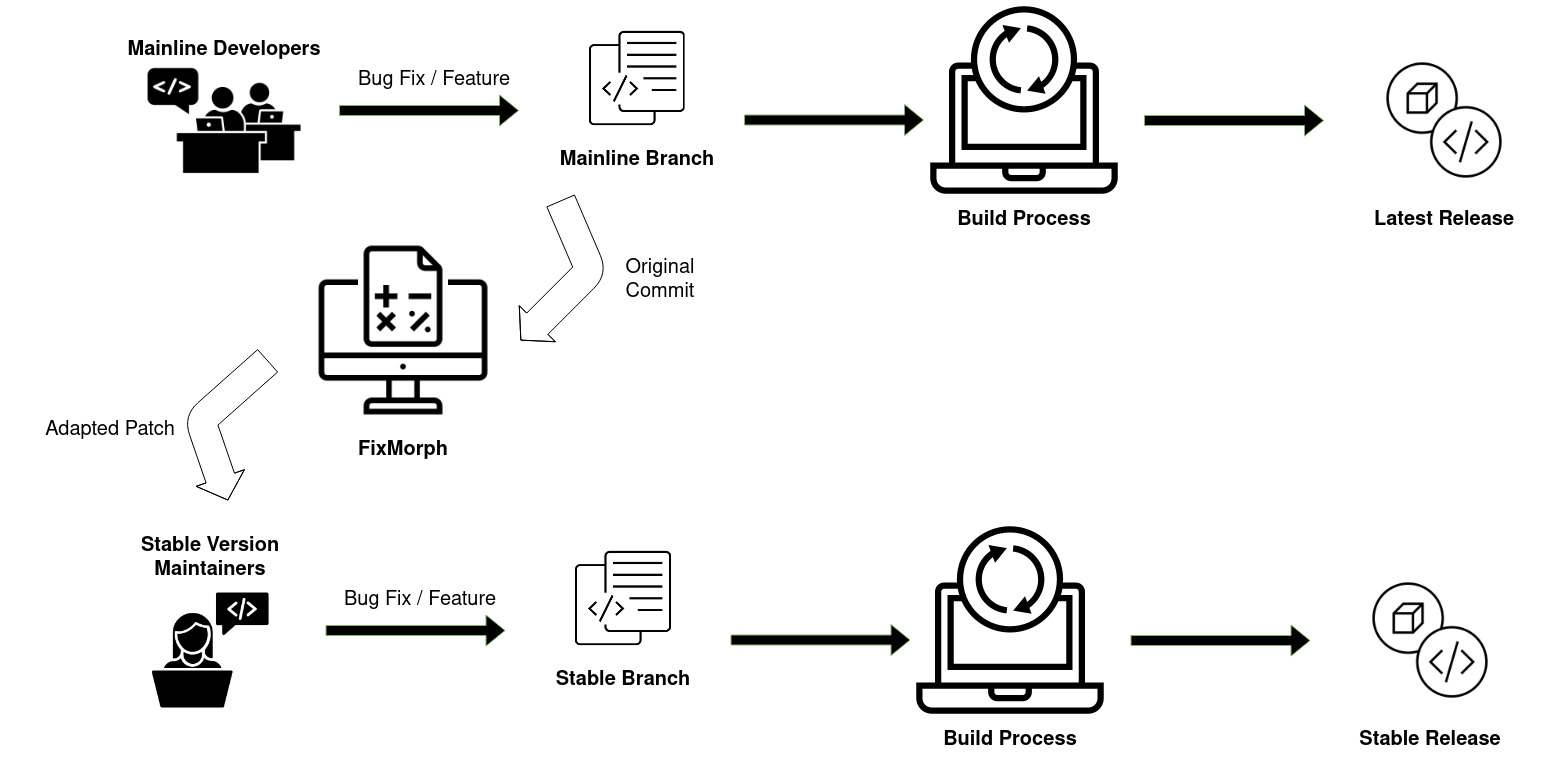 Mainline Developers
</>
Bug Fix / Feature
</>
Mainline Branch
Build Process
</>
Latest Release
Original
Commit
FixMorph
Adapted Patch
Stable Version
Maintainers
</>
Bug Fix / Feature
</>
Stable Branch
Build Process
</>
Stable Release